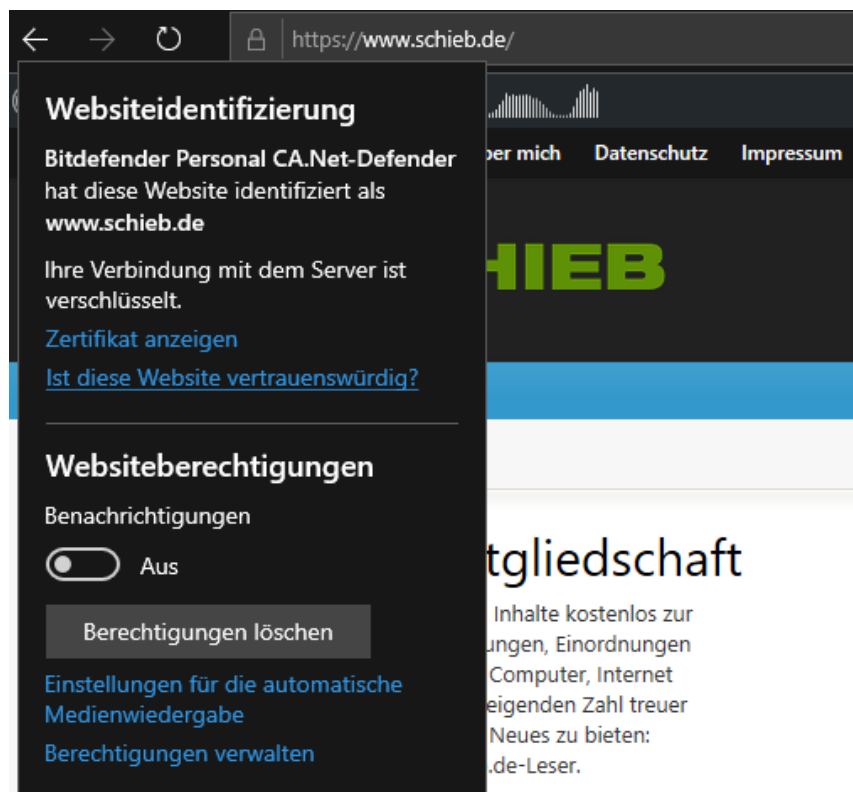 https://www.schieb.de/
Websiteidentifizierung
Bitdefender Personal CA.Net-Defender
hat diese Website identifiziert als
www.schieb.de
Ihre Verbindung mit dem Server ist
verschlüsselt.
Zertifikat anzeigen
Ist diese Website vertrauenswürdig?
Websiteberechtigungen
Benachrichtigungen
Aus
Berechtigungen löschen
Einstellungen für die automatische
Medienwiedergabe
Berechtigungen verwalten
ber mich Datenschutz Impressum
HIEB
tgliedschaft
Inhalte kostenlos zur
ungen, Einordnungen
Computer, Internet
eigenden Zahl treuer
Neues zu bieten:
.de-Leser.